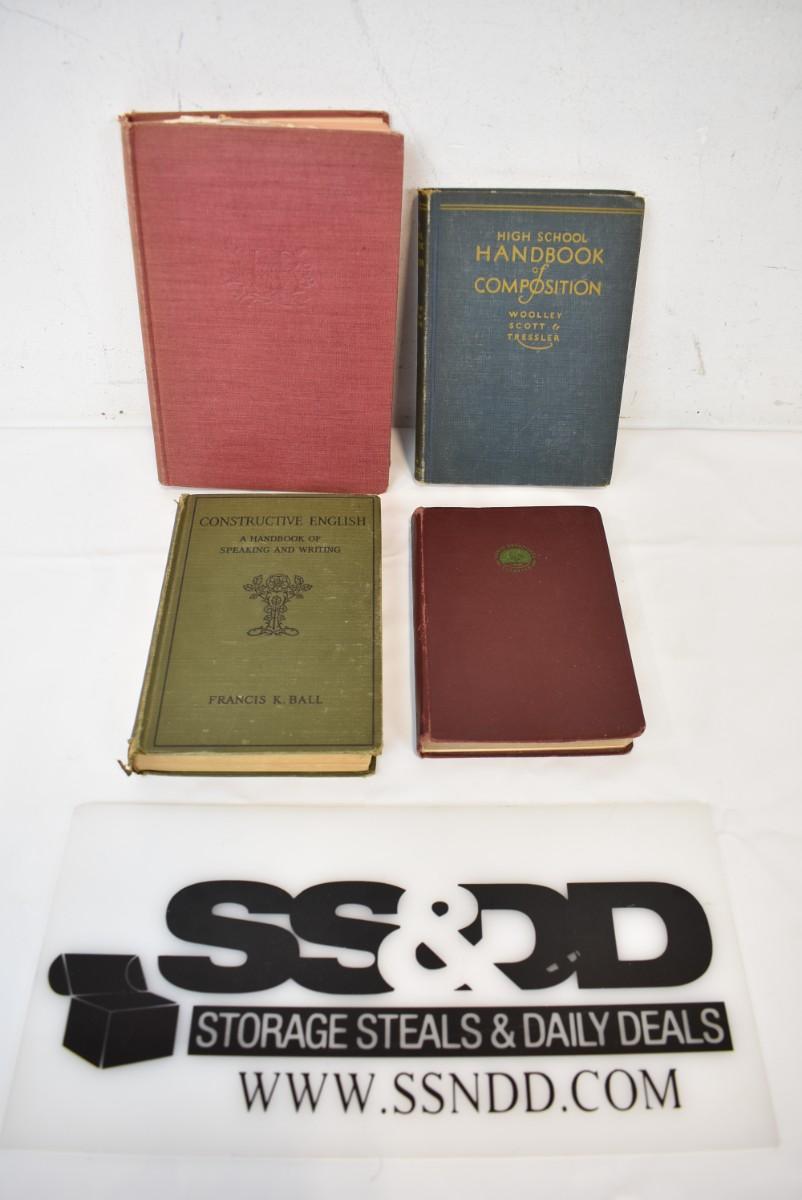 HIGH SCHOOL
HANDBOOK
of
COMPOSITION
WOOLLEY
SCOTT &
TRESSLER
CONSTRUCTIVE ENGLISH
A HANDBOOK OF
SPEAKING AND WRITING
FRANCIS K. BALL
SS&DD
STORAGE STEALS & DAILY DEALS
WWW.SSNDD.COM